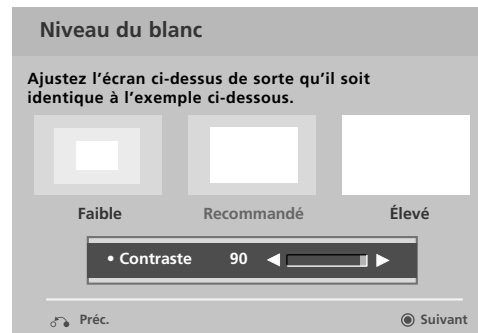 Niveau du blanc
Ajustez l'écran ci-dessus de sorte qu'il soit
identique à l'exemple ci-dessous.
Faible Recommandé Élevé
• Contraste 90
Préc. Suivant